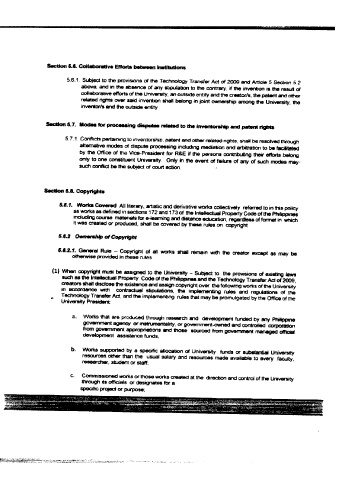 Section 5.6. Collaborative Efforts between Institutions
5.6.1 Subject to the provisions of the Technology Transfer Act of 2009 and Article 5 Section 5.2
above, and in the absence of any stipulation to the contrary, if the invention is the result of
collaborative efforts of the University, an outside entity and the creator/s, the patent and other
related rights over said invention shall belong in joint ownership among the University, the
inventor/s and the outside entity
Section 5.7. Modes for processing disputes related to the inventorship and patent rights
5.7.1 Conflicts pertaining to inventorship, patent and other related rights, shall be resolved through
alternative modes of dispute processing including mediation and arbitration to be facilitated
by the Office of the Vice-President for R&E if the persons contributing their efforts belong
only to one constituent University. Only in the event of failure of any of such modes may
such conflict be the subject of court action.
Section 5.8. Copyrights
5.8.1. Works Covered All literary, artistic and derivative works collectively referred to in this policy
as works as defined in sections 172 and 173 of the Intellectual Property Code of the Philippines
including course materials for e-learning and distance education, regardless of format in which
it was created or produced, shall be covered by these rules on copyright
5.8.2 Ownership of Copyright
5.8.2.1. General Rule – Copyright of all works shall remain with the creator except as may be
otherwise provided in these rules
(1) When copyright must be assigned to the University – Subject to the provisions of existing laws
such as the Intellectual Property Code of the Philippines and the Technology Transfer Act of 2009,
creators shall disclose the existence and assign copyright over the following works of the University
in accordance with contractual stipulations, the implementing rules and regulations of the
Technology Transfer Act, and the implementing rules that may be promulgated by the Office of the
University President:
a. Works that are produced through research and development funded by any Philippine
government agency or instrumentality, or government-owned and controlled corporation
from government appropriations and those sourced from government managed official
development assistance funds.
b. Works supported by a specific allocation of University funds or substantial University
resources other than the usual salary and resources made available to every faculty,
researcher, student or staff.
c. Commissioned works or those works created at the direction and control of the University
through its officials or designates for a
specific project or purpose;